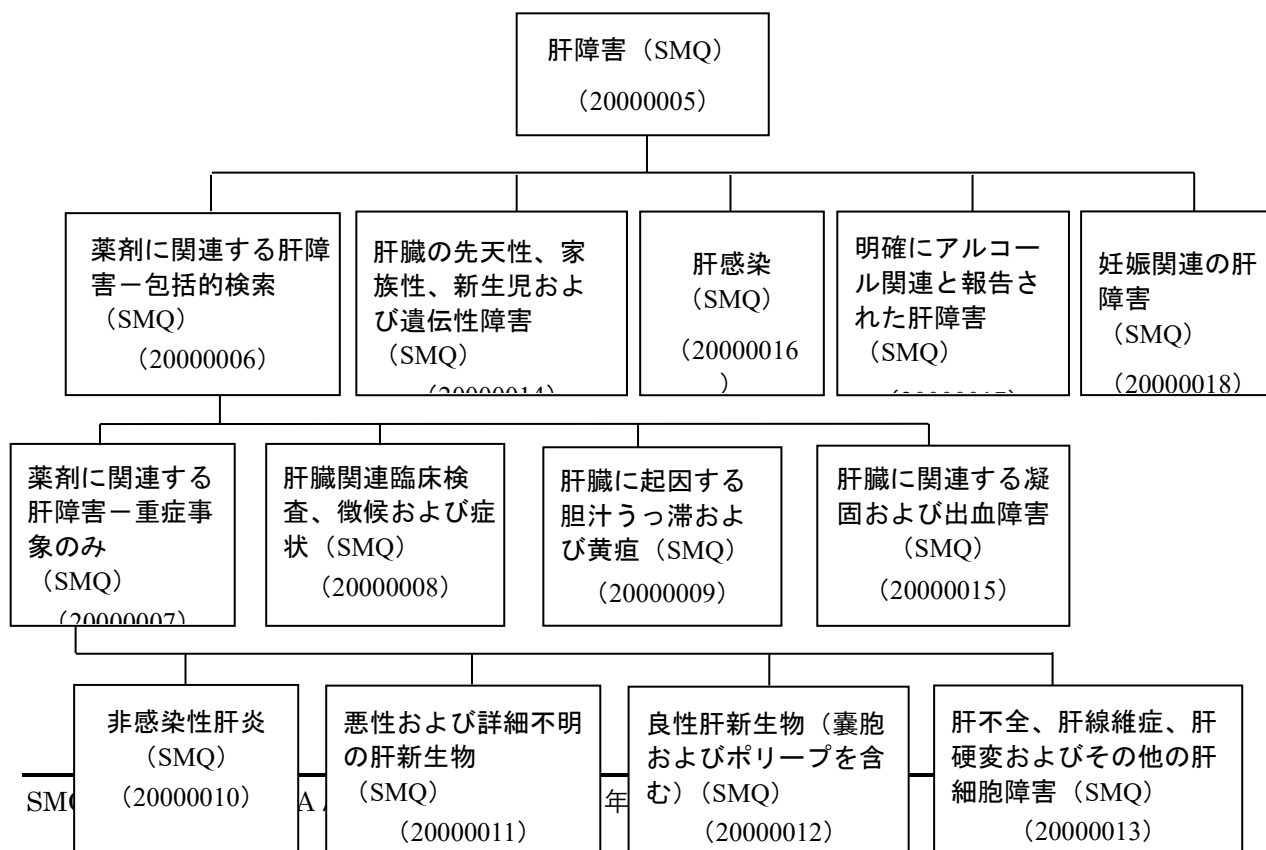 肝障害（SMQ）
（20000005）
薬剤に関連する肝障
害－包括的検索
（SMQ）
（20000006）
肝臓の先天性、家
族性、新生児およ
び遺伝性障害
（SMQ）
（20000014）
肝感染
（SMQ）
（20000016
）
明確にアルコー
ル関連と報告さ
れた肝障害
（SMQ）
妊娠関連の肝
障害
（SMQ）
（20000018）
薬剤に関連する
肝障害－重症事
象のみ
（SMQ）
（20000007）
肝臓関連臨床検
査、徴候および症
状（SMQ）
（20000008）
肝臓に起因する
胆汁うっ滞およ
び黄疸（SMQ）
（20000009）
肝臓に関連する凝
固および出血障害
（SMQ）
（20000015）
非感染性肝炎
（SMQ）
（20000010）
悪性および詳細不明
の肝新生物
（SMQ）
（20000011）
良性肝新生物（嚢胞
およびポリープを含
む）（SMQ）
（20000012）
肝不全、肝線維症、肝
硬変およびその他の肝
細胞障害（SMQ）
（20000013）
SM
A
年